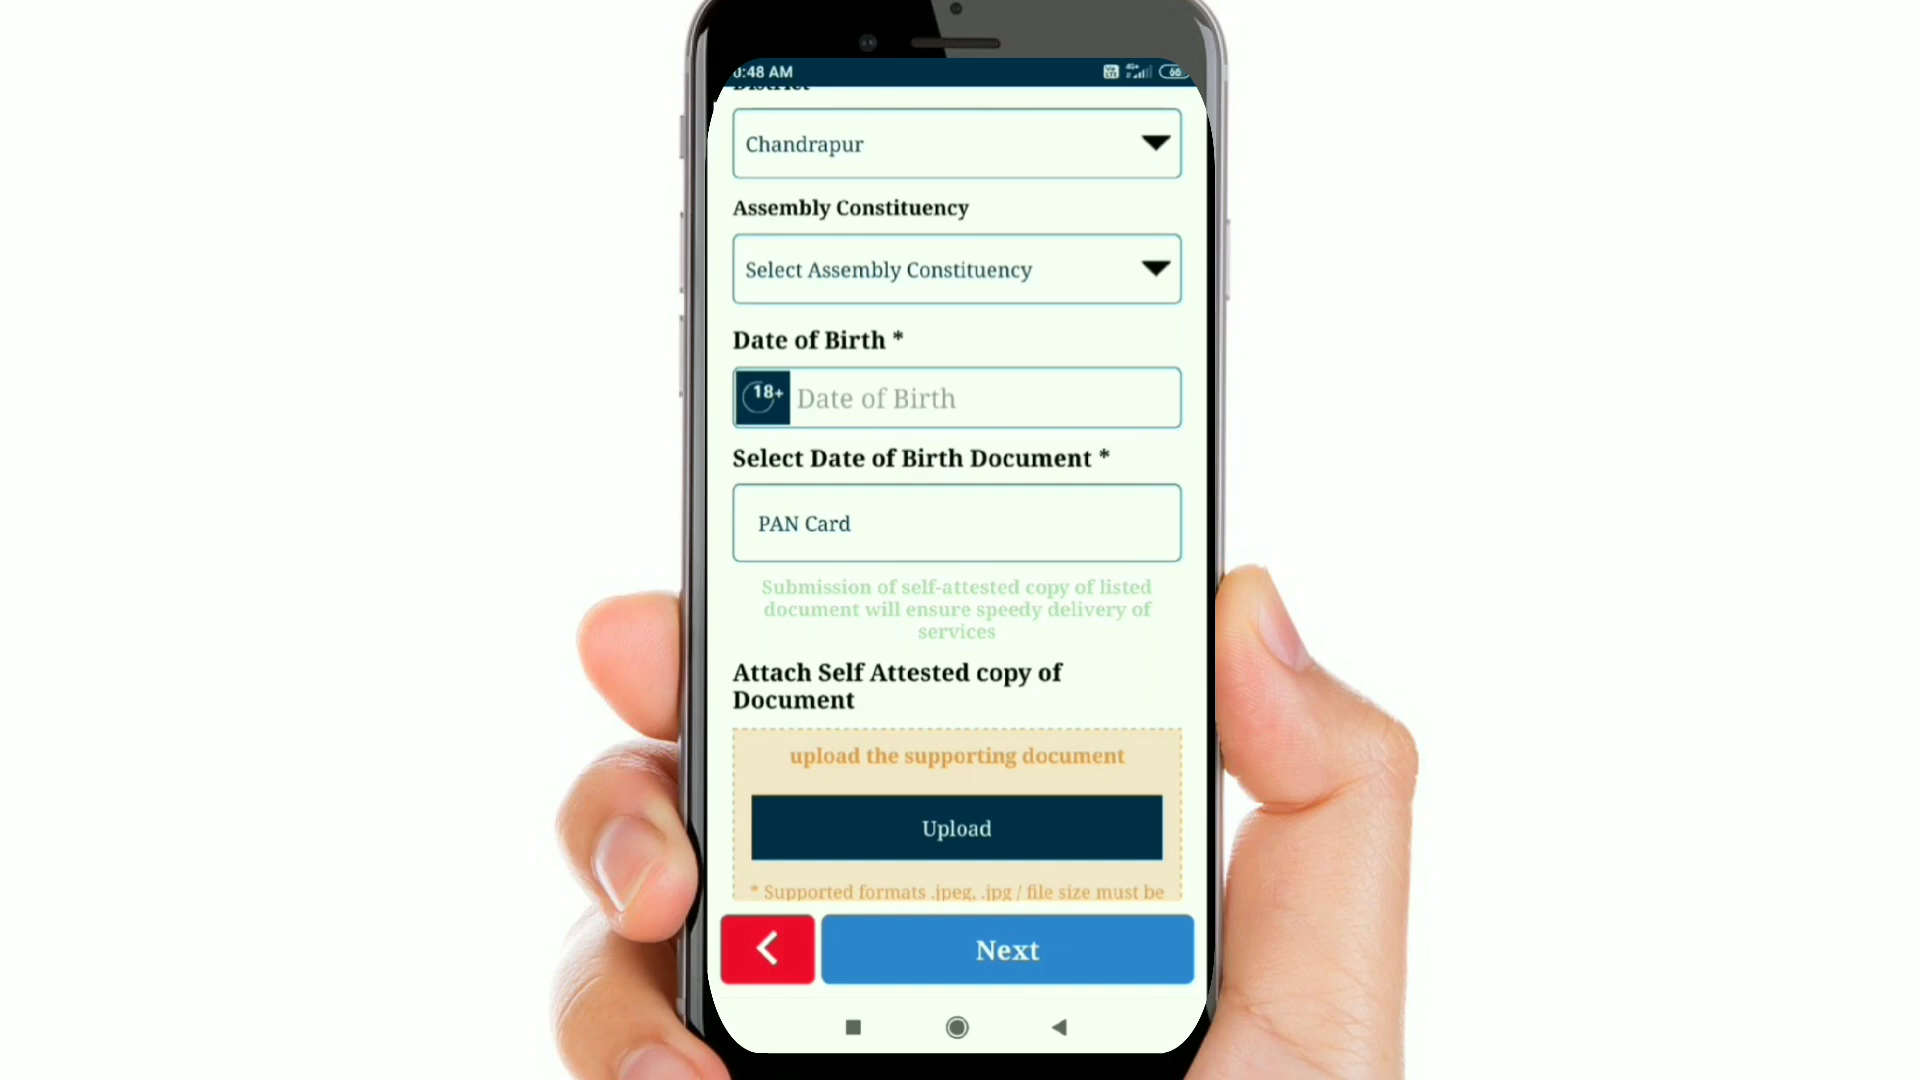 :48 AM
District
Chandrapur
Assembly Constituency
Select Assembly Constituency
Date of Birth *
18+ Date of Birth
Select Date of Birth Document *
PAN Card
Submission of self-attested copy of listed
document will ensure speedy delivery of
services
Attach Self Attested copy of
Document
upload the supporting document
Upload
* Supported formats .jpeg, .jpg / file size must be
Next